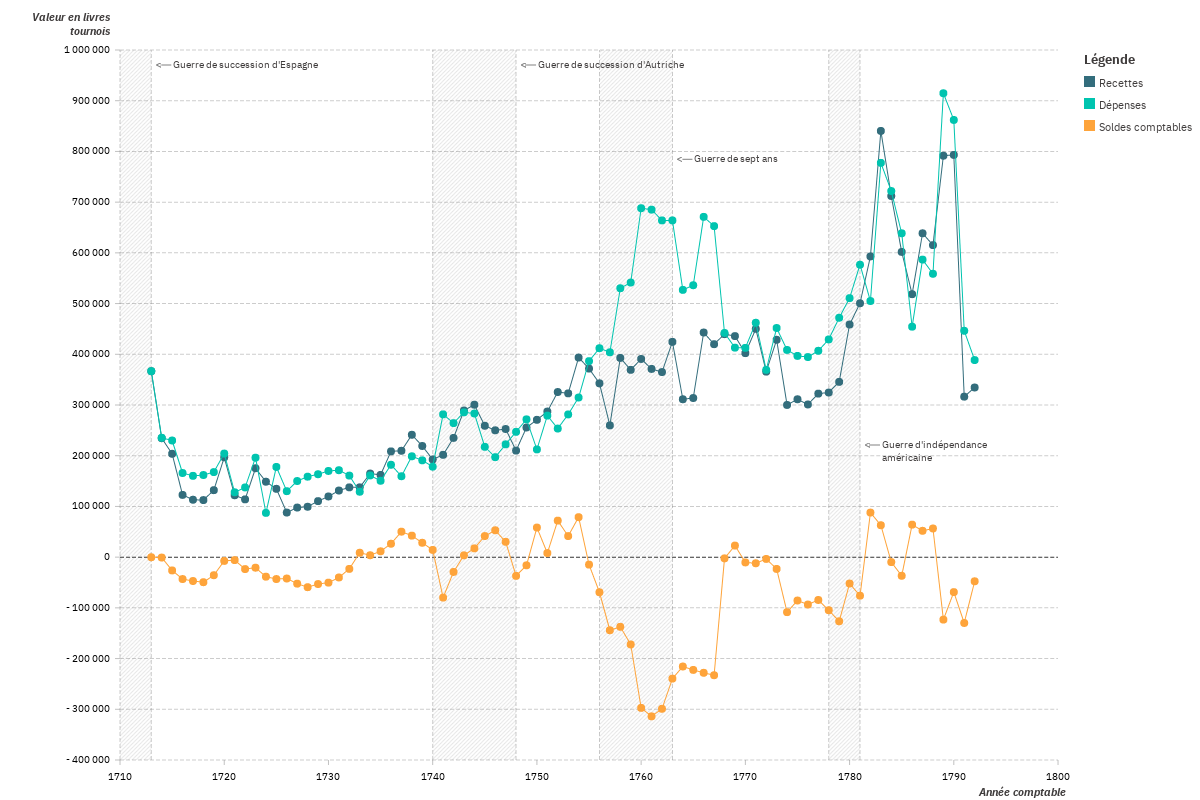 Valeur en livres
tournois
1 000 000
900 000
800 000
700 000
600 000
500 000
400 000
300 000
200 000
100 000
0
- 100 000
- 200 000
- 300 000
- 400 000
Guerre de succession d'Espagne
Guerre de succession d'Autriche
Guerre de sept ans
Guerre d'indépendance
américaine
Légende
Recettes
Dépenses
Soldes comptables
1710
1720
1730
1740
1750
1760
1770
1780
1790
1800
Année comptable